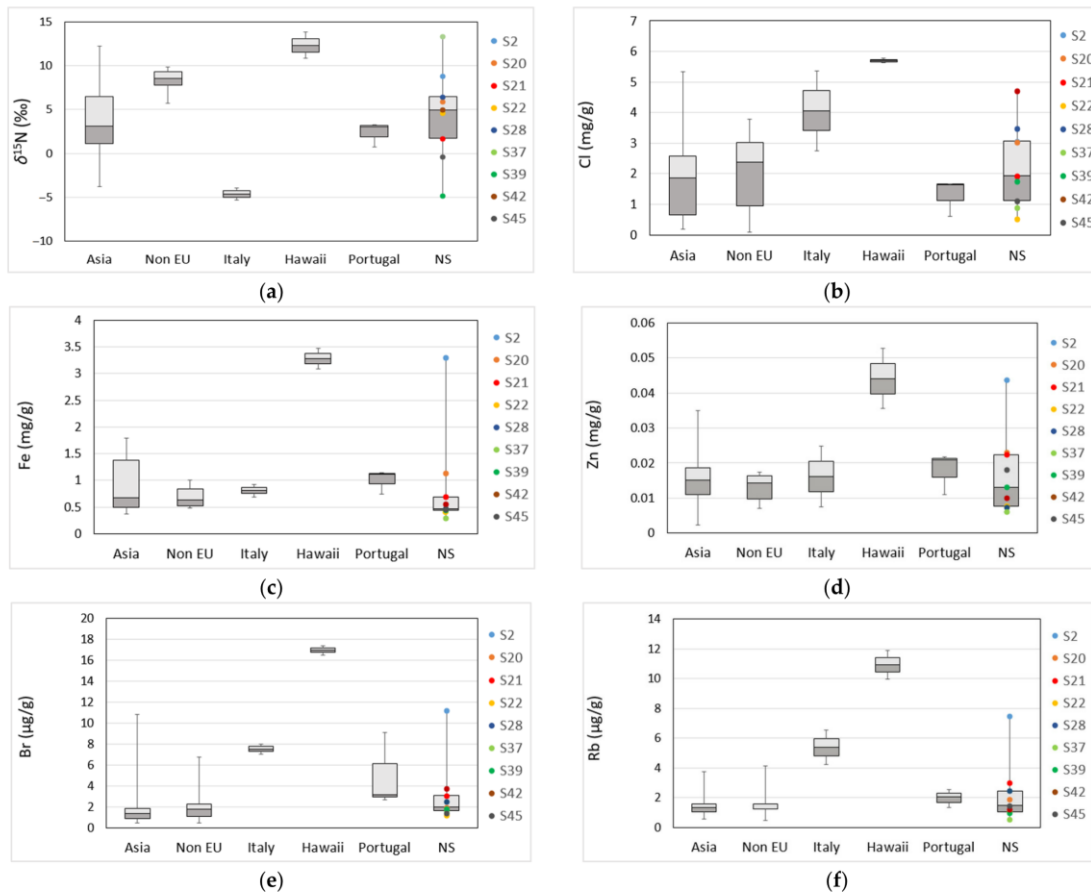 δ¹⁵N (‰)
15
10
5
0
−5
−10
Asia Non EU Italy Hawaii Portugal NS
S2
S20
S21
S22
S28
S37
S39
S42
S45
(a)
Cl (mg/g)
7
6
5
4
3
2
1
0
Asia Non EU Italy Hawaii Portugal NS
S2
S20
S21
S22
S28
S37
S39
S42
S45
(b)
Fe (mg/g)
4
3.5
3
2.5
2
1.5
1
0.5
0
Asia Non EU Italy Hawaii Portugal NS
S2
S20
S21
S22
S28
S37
S39
S42
S45
(c)
Zn (mg/g)
0.06
0.05
0.04
0.03
0.02
0.01
0
Asia Non EU Italy Hawaii Portugal NS
S2
S20
S21
S22
S28
S37
S39
S42
S45
(d)
Br (µg/g)
20
18
16
14
12
10
8
6
4
2
0
Asia Non EU Italy Hawaii Portugal NS
S2
S20
S21
S22
S28
S37
S39
S42
S45
(e)
Rb (µg/g)
14
12
10
8
6
4
2
0
Asia Non EU Italy Hawaii Portugal NS
S2
S20
S21
S22
S28
S37
S39
S42
S45
(f)